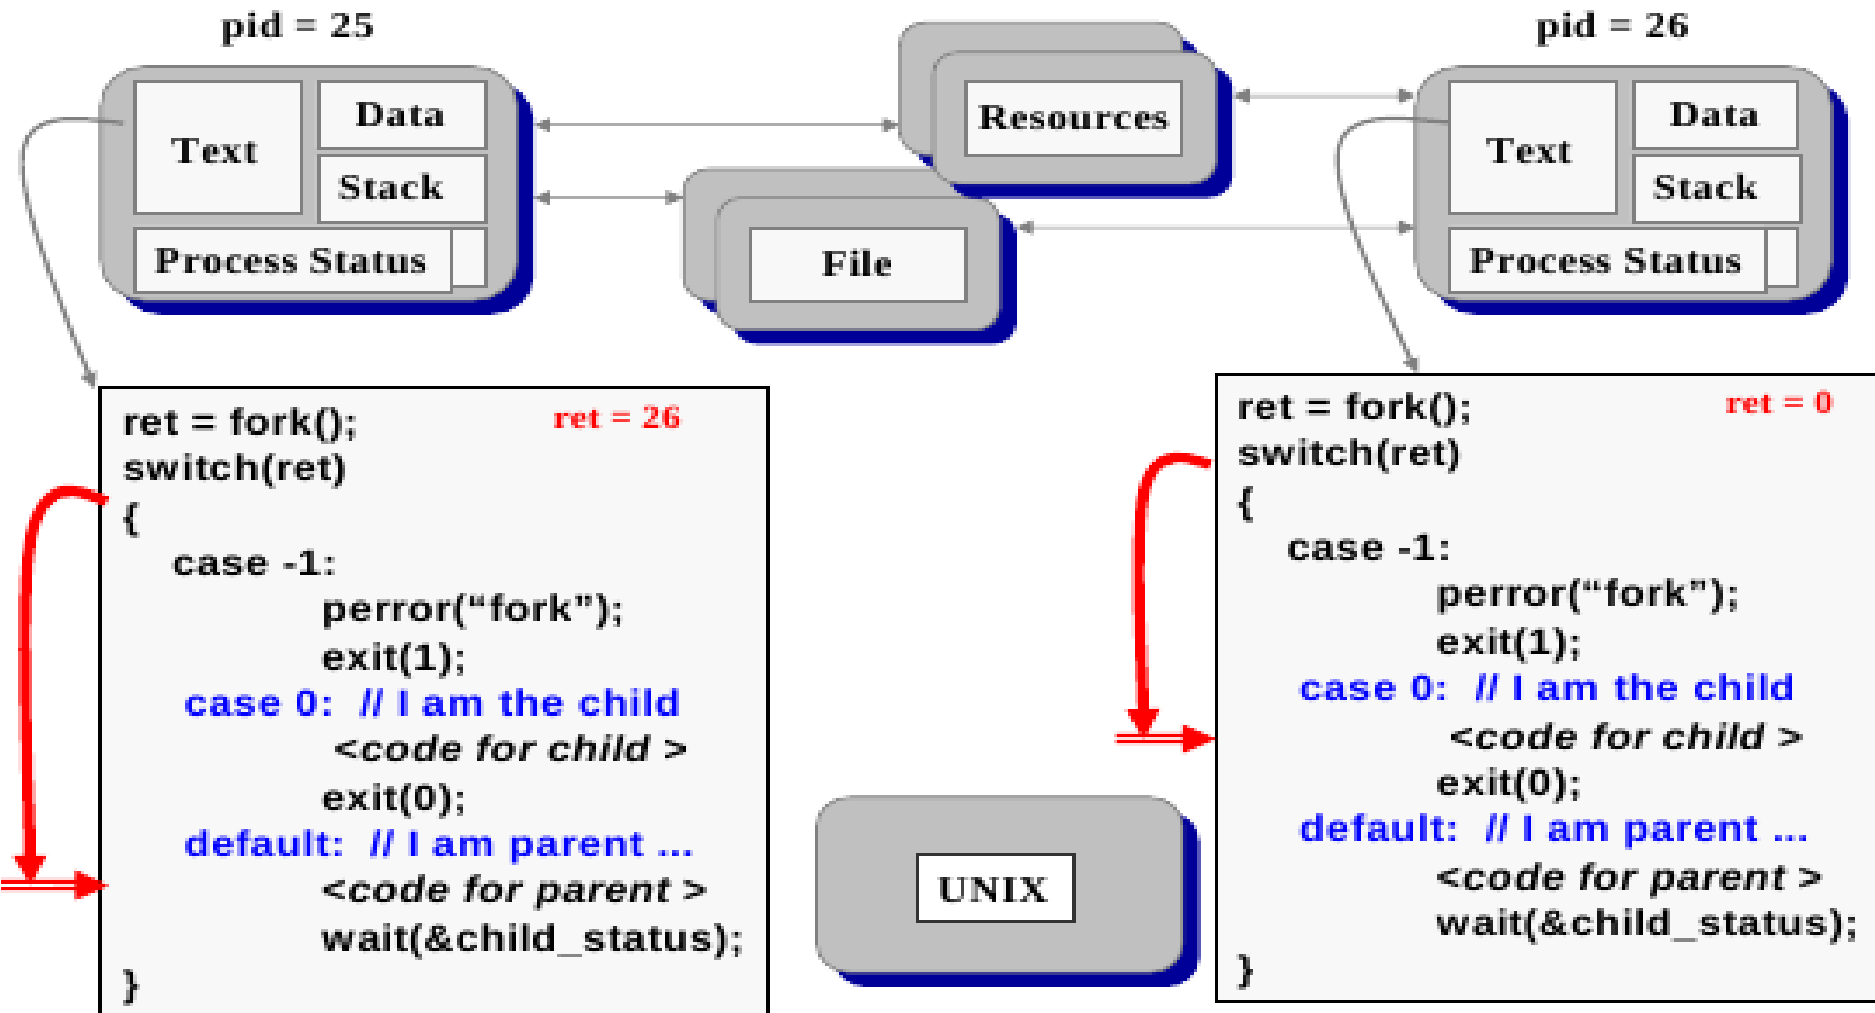 pid = 25
pid = 26
Text
Data
Stack
Process Status
Resources
File
Text
Data
Stack
Process Status
ret = fork();
ret = 26
switch(ret)
{
case -1:
perror(“fork”);
exit(1);
case 0:  // I am the child
<code for child >
exit(0);
default:  // I am parent ...
<code for parent >
wait(&child_status);
}
UNIX
ret = fork();
ret = 0
switch(ret)
{
case -1:
perror(“fork”);
exit(1);
case 0:  // I am the child
<code for child >
exit(0);
default:  // I am parent ...
<code for parent >
wait(&child_status);
}